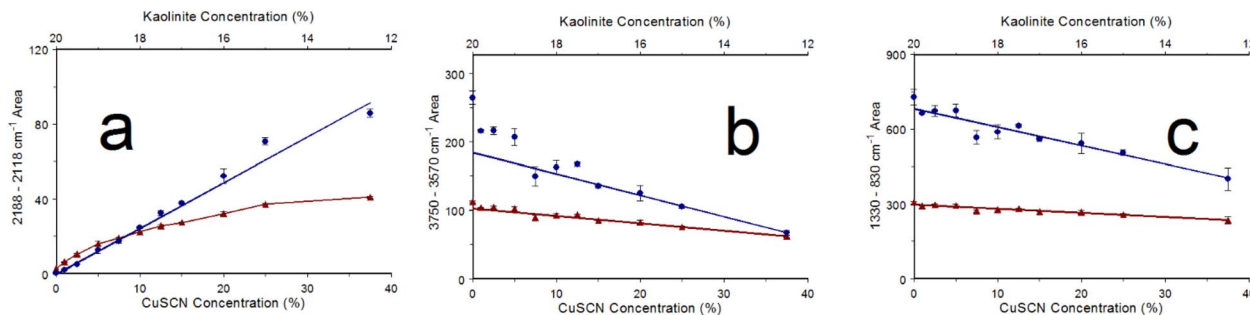 Kaolinite Concentration (%)
20 18 16 14 12
120
80
40
0
2188 - 2118 cm⁻¹ Area
a
0 10 20 30 40
CuSCN Concentration (%)
Kaolinite Concentration (%)
20 18 16 14 12
300
200
100
0
3750 - 3570 cm⁻¹ Area
b
0 10 20 30 40
CuSCN Concentration (%)
Kaolinite Concentration (%)
20 18 16 14 12
900
600
300
0
1330 - 830 cm⁻¹ Area
c
0 10 20 30 40
CuSCN Concentration (%)